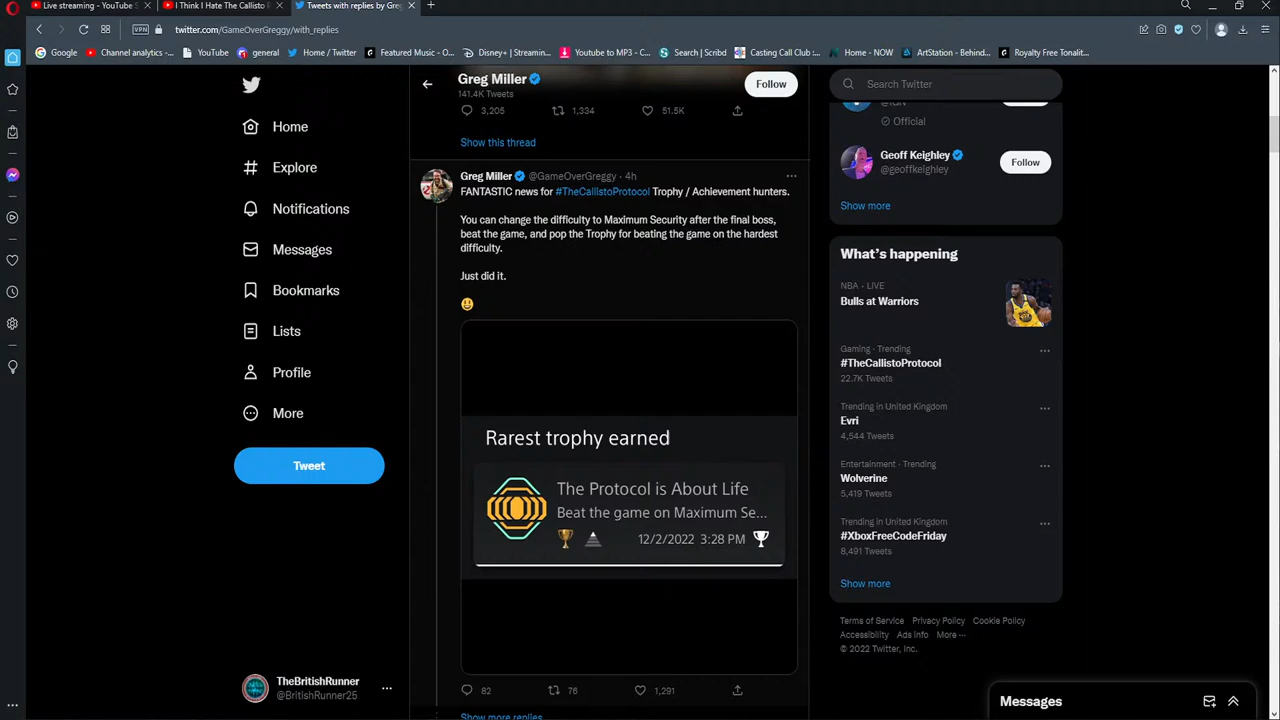 Live streaming - YouTube S
I Think I Hate The Callisto P
Tweets with replies by Greg
VPN
twitter.com/GameOverGreggy/with_replies
Google
Channel analytics -...
YouTube
general
Home / Twitter
Featured Music - O...
Disney+ | Streamin...
Youtube to MP3 - C...
Search | Scribd
Casting Call Club :...
Home - NOW
ArtStation - Behind...
Royalty Free Tonalit...
Home
Explore
Notifications
Messages
Bookmarks
Lists
Profile
More
Tweet
TheBritishRunner
@BritishRunner25
Greg Miller
141.4K Tweets
Follow
3,205
1,334
51.5K
Show this thread
Greg Miller @GameOverGreggy · 4h
FANTASTIC news for #TheCallistoProtocol Trophy / Achievement hunters.
You can change the difficulty to Maximum Security after the final boss,
beat the game, and pop the Trophy for beating the game on the hardest
difficulty.
Just did it.
Rarest trophy earned
The Protocol is About Life
Beat the game on Maximum Se...
12/2/2022 3:28 PM
82
76
1,291
Show more replies
Search Twitter
Official
Geoff Keighley
@geoffkeighley
Follow
Show more
What's happening
NBA · LIVE
Bulls at Warriors
Gaming · Trending
#TheCallistoProtocol
22.7K Tweets
Trending in United Kingdom
Evri
4,544 Tweets
Entertainment · Trending
Wolverine
5,419 Tweets
Trending in United Kingdom
#XboxFreeCodeFriday
8,491 Tweets
Show more
Terms of Service Privacy Policy Cookie Policy
Accessibility Ads info More ···
© 2022 Twitter, Inc.
Messages